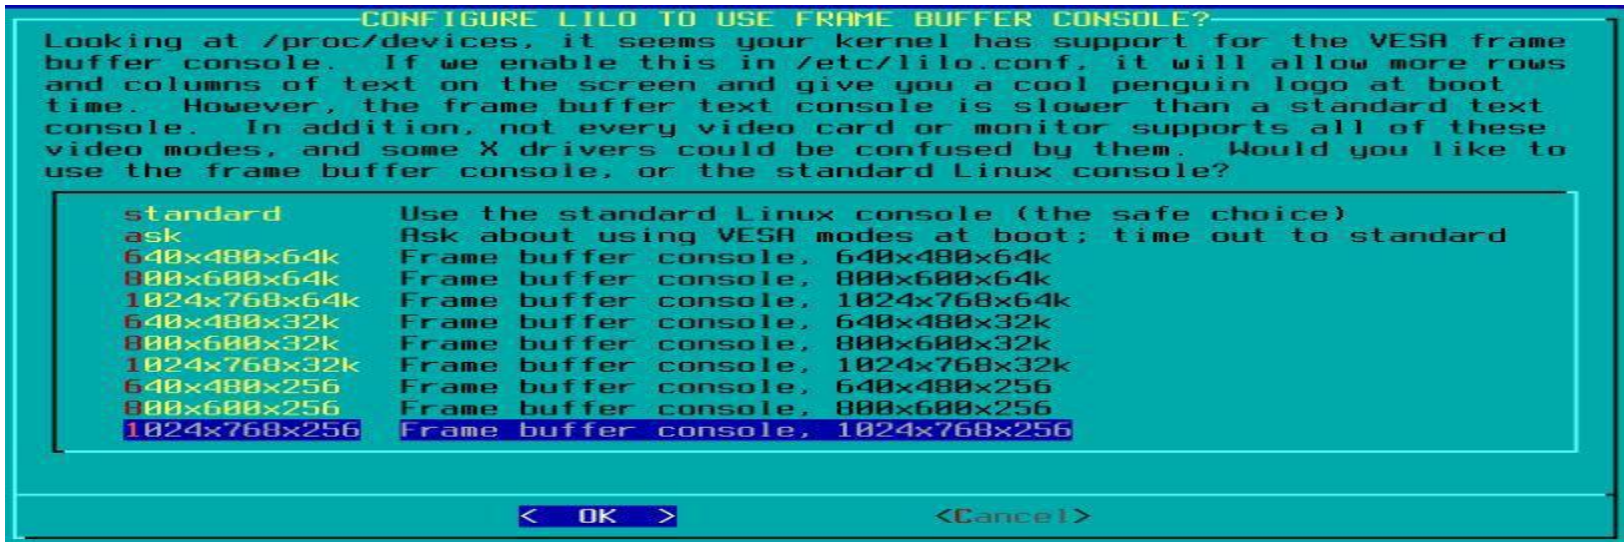 CONFIGURE LILO TO USE FRAME BUFFER CONSOLE?
Looking at /proc/devices, it seems your kernel has support for the VESA frame
buffer console.  If we enable this in /etc/lilo.conf, it will allow more rows
and columns of text on the screen and give you a cool penguin logo at boot
time.  However, the frame buffer text console is slower than a standard text
console.  In addition, not every video card or monitor supports all of these
video modes, and some X drivers could be confused by them.  Would you like to
use the frame buffer console, or the standard Linux console?
standard Use the standard Linux console (the safe choice)
ask Ask about using VESA modes at boot; time out to standard
640x480x64k Frame buffer console, 640x480x64k
800x600x64k Frame buffer console, 800x600x64k
1024x768x64k Frame buffer console, 1024x768x64k
640x480x32k Frame buffer console, 640x480x32k
800x600x32k Frame buffer console, 800x600x32k
1024x768x32k Frame buffer console, 1024x768x32k
640x480x256 Frame buffer console, 640x480x256
800x600x256 Frame buffer console, 800x600x256
1024x768x256 Frame buffer console, 1024x768x256
< OK > <Cancel>